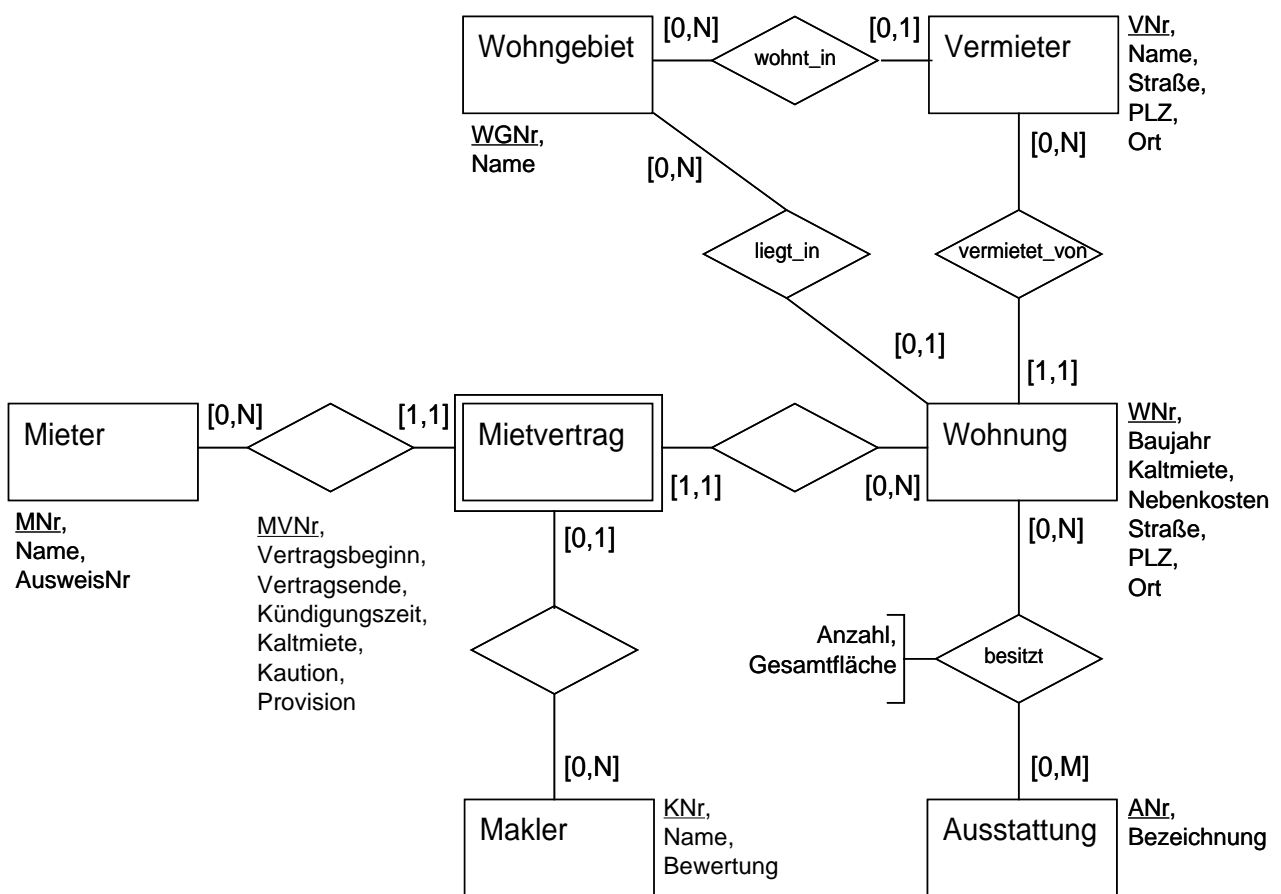 Wohngebiet
[0,N]
wohnt_in
[0,1]
Vermieter
VNr,
Name,
Straße,
PLZ,
Ort
WGNr,
Name
[0,N]
[0,N]
liegt_in
vermietet_von
[0,1]
[1,1]
Mieter
[0,N]
[1,1]
Mietvertrag
[1,1]
[0,N]
Wohnung
WNr,
Baujahr
Kaltmiete,
Nebenkosten
Straße,
PLZ,
Ort
MNr,
Name,
AusweisNr
MVNr,
Vertragsbeginn,
Vertragsende,
Kündigungszeit,
Kaltmiete,
Kaution,
Provision
[0,1]
[0,N]
Anzahl,
Gesamtfläche
besitzt
[0,N]
[0,M]
Makler
KNr,
Name,
Bewertung
Ausstattung
ANr,
Bezeichnung